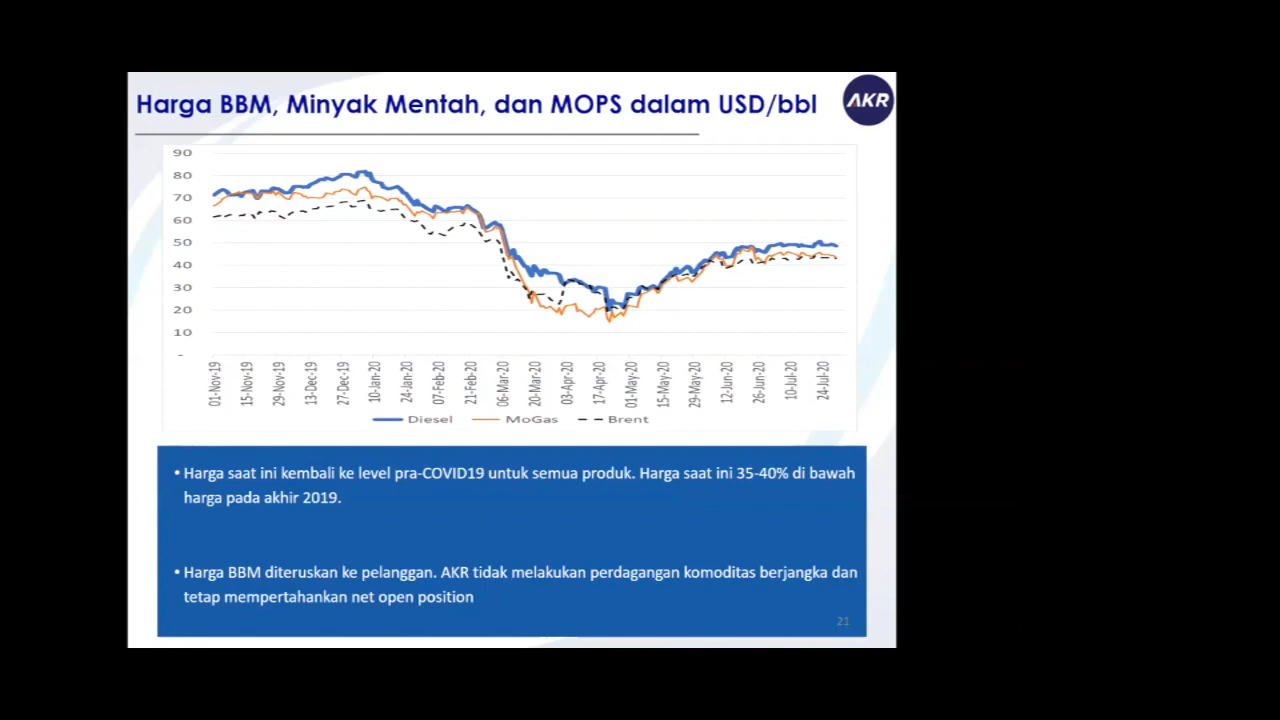 Harga BBM, Minyak Mentah, dan MOPS dalam USD/bbl
AKR
90
80
70
60
50
40
30
20
10
-
01-Nov-19
15-Nov-19
29-Nov-19
13-Dec-19
27-Dec-19
10-Jan-20
24-Jan-20
07-Feb-20
21-Feb-20
06-Mar-20
20-Mar-20
03-Apr-20
17-Apr-20
01-May-20
15-May-20
29-May-20
12-Jun-20
26-Jun-20
10-Jul-20
24-Jul-20
Diesel MoGas Brent
• Harga saat ini kembali ke level pra-COVID19 untuk semua produk. Harga saat ini 35-40% di bawah
harga pada akhir 2019.
• Harga BBM diteruskan ke pelanggan. AKR tidak melakukan perdagangan komoditas berjangka dan
tetap mempertahankan net open position
21